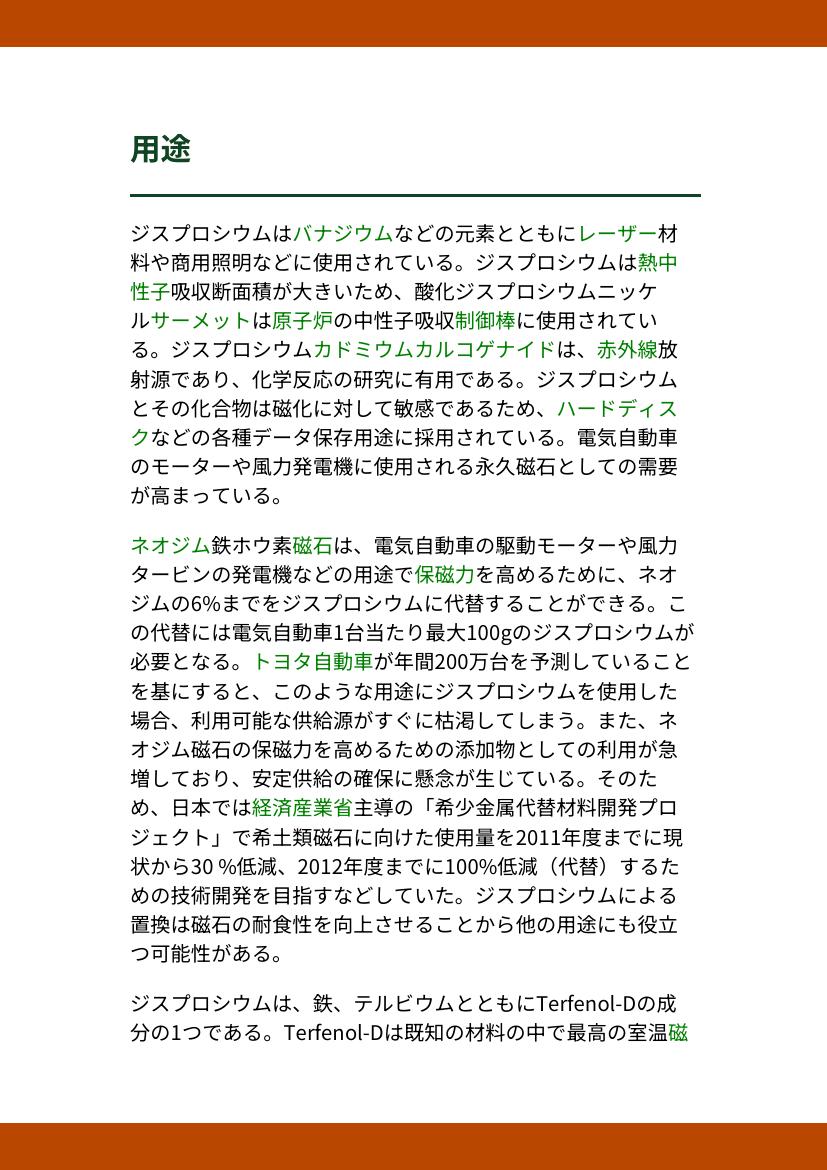 用途
ジスプロシウムはバナジウムなどの元素とともにレーザー材
料や商用照明などに使用されている。ジスプロシウムは熱中
性子吸収断面積が大きいため、酸化ジスプロシウムニッケ
ルサーメットは原子炉の中性子吸収制御棒に使用されてい
る。ジスプロシウムカドミウムカルコゲナイドは、赤外線放
射源であり、化学反応の研究に有用である。ジスプロシウム
とその化合物は磁化に対して敏感であるため、ハードディス
クなどの各種データ保存用途に採用されている。電気自動車
のモーターや風力発電機に使用される永久磁石としての需要
が高まっている。
ネオジム鉄ホウ素磁石は、電気自動車の駆動モーターや風力
タービンの発電機などの用途で保磁力を高めるために、ネオ
ジムの6%までをジスプロシウムに代替することができる。こ
の代替には電気自動車1台当たり最大100gのジスプロシウムが
必要となる。トヨタ自動車が年間200万台を予測していること
を基にすると、このような用途にジスプロシウムを使用した
場合、利用可能な供給源がすぐに枯渇してしまう。また、ネ
オジム磁石の保磁力を高めるための添加物としての利用が急
増しており、安定供給の確保に懸念が生じている。そのた
め、日本では経済産業省主導の「希少金属代替材料開発プロ
ジェクト」で希土類磁石に向けた使用量を2011年度までに現
状から30 %低減、2012年度までに100%低減（代替）するた
めの技術開発を目指すなどしていた。ジスプロシウムによる
置換は磁石の耐食性を向上させることから他の用途にも役立
つ可能性がある。
ジスプロシウムは、鉄、テルビウムとともにTerfenol-Dの成
分の1つである。Terfenol-Dは既知の材料の中で最高の室温磁